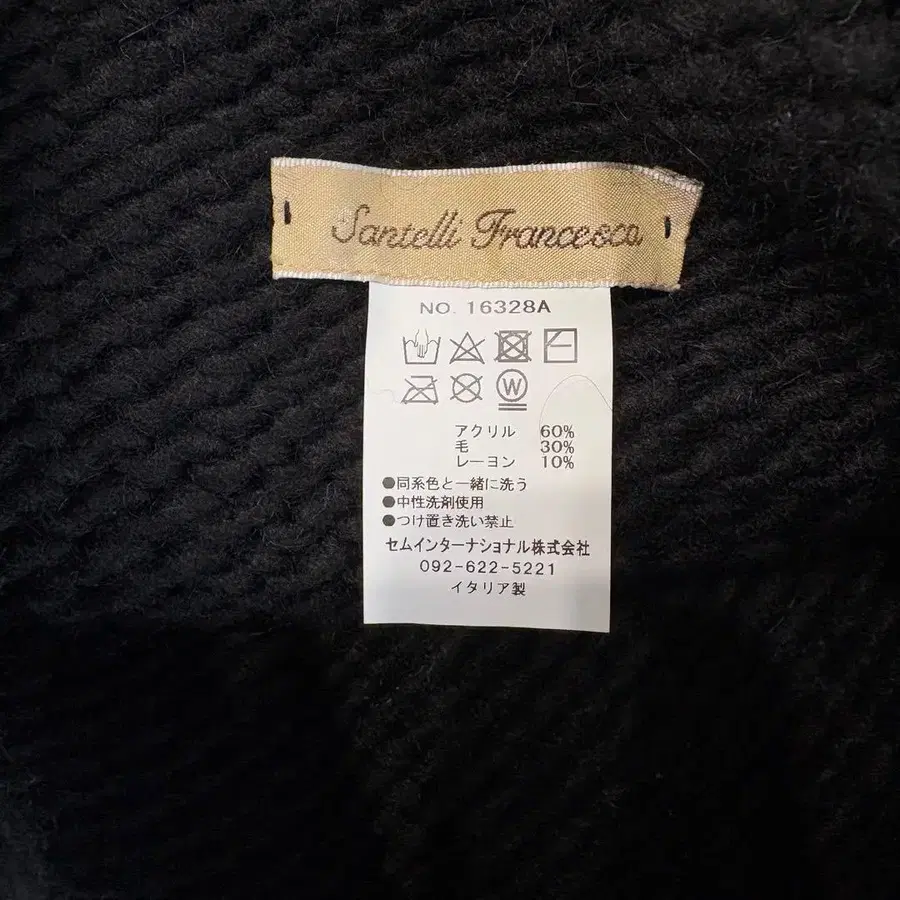 Santelli Francesca
NO. 16328A
W
アクリル 60%
毛 30%
レーヨン 10%
●同系色と一緒に洗う
●中性洗剤使用
●つけ置き洗い禁止
セムインターナショナル株式会社
092-622-5221
イタリア製